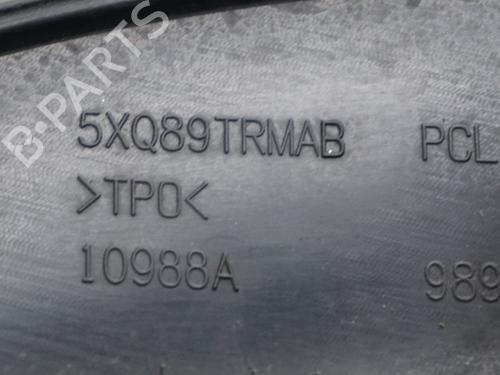 B-PARTS
5XQ89TRMAB PCL
>TPO<
10988A 989